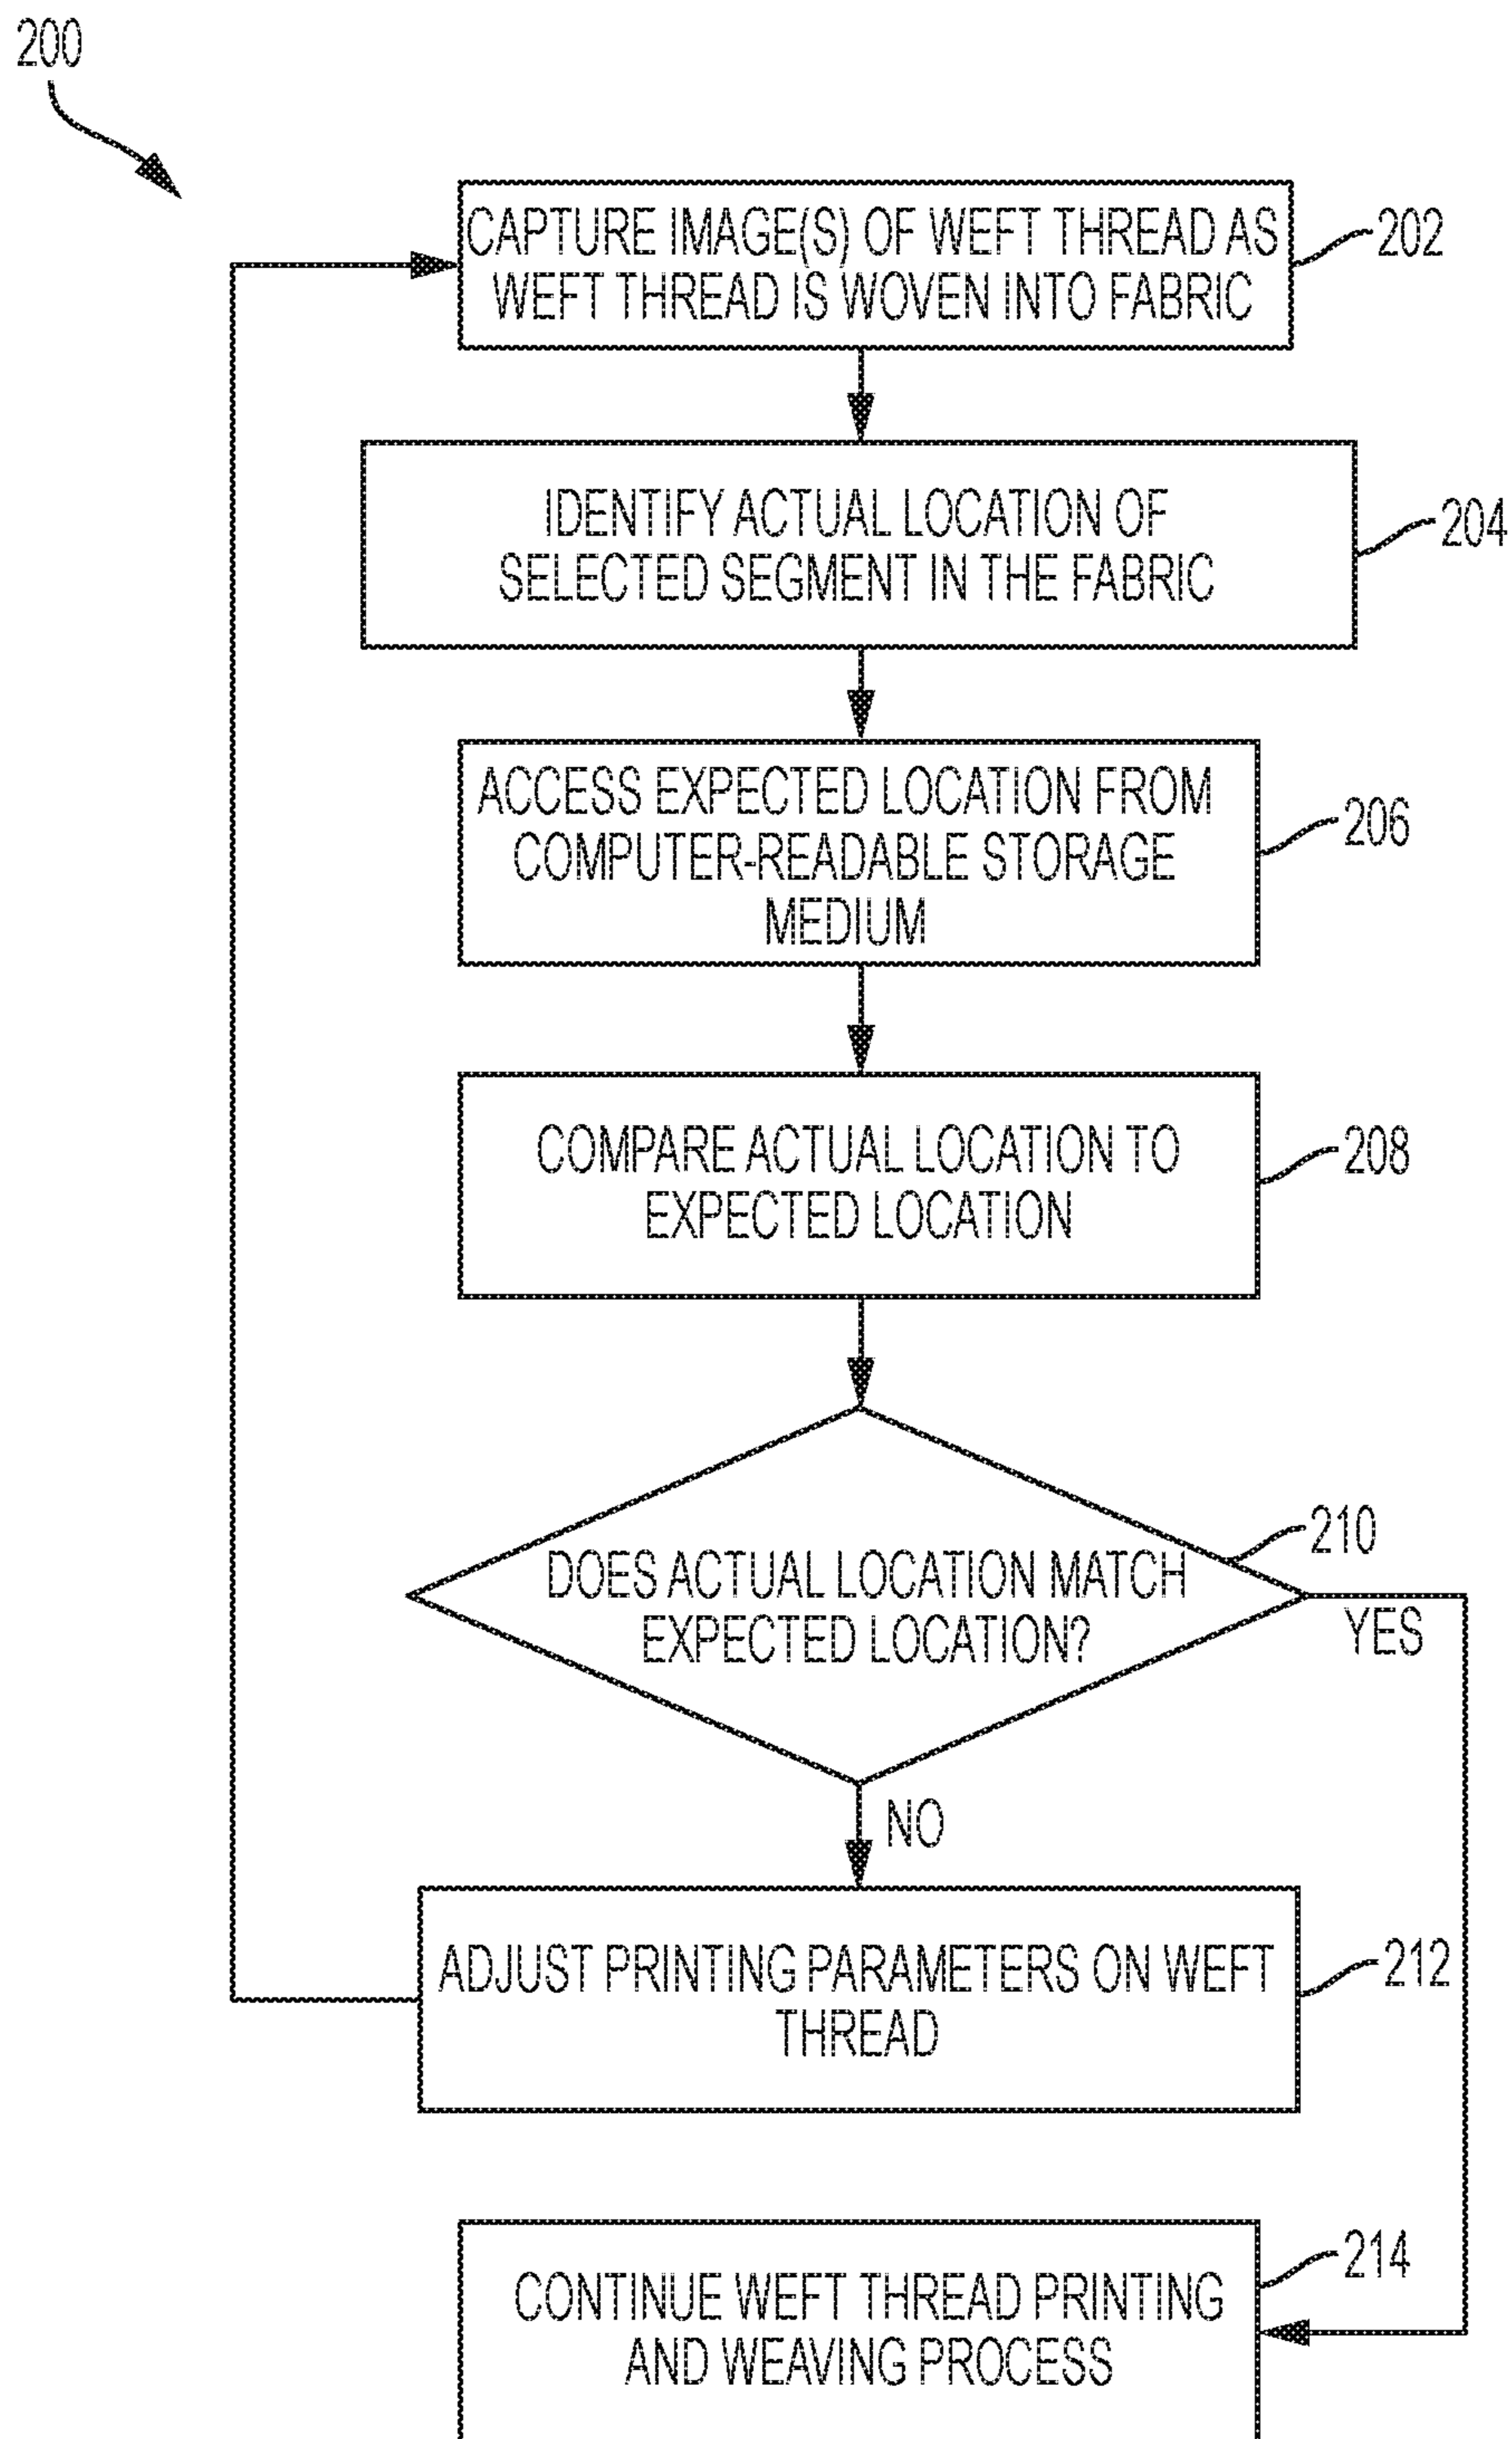 200
CAPTURE IMAGE(S) OF WEFT THREAD AS
WEFT THREAD IS WOVEN INTO FABRIC
202
IDENTIFY ACTUAL LOCATION OF
SELECTED SEGMENT IN THE FABRIC
204
ACCESS EXPECTED LOCATION FROM
COMPUTER-READABLE STORAGE
MEDIUM
206
COMPARE ACTUAL LOCATION TO
EXPECTED LOCATION
208
DOES ACTUAL LOCATION MATCH
EXPECTED LOCATION?
210
YES
NO
ADJUST PRINTING PARAMETERS ON WEFT
THREAD
212
CONTINUE WEFT THREAD PRINTING
AND WEAVING PROCESS
214